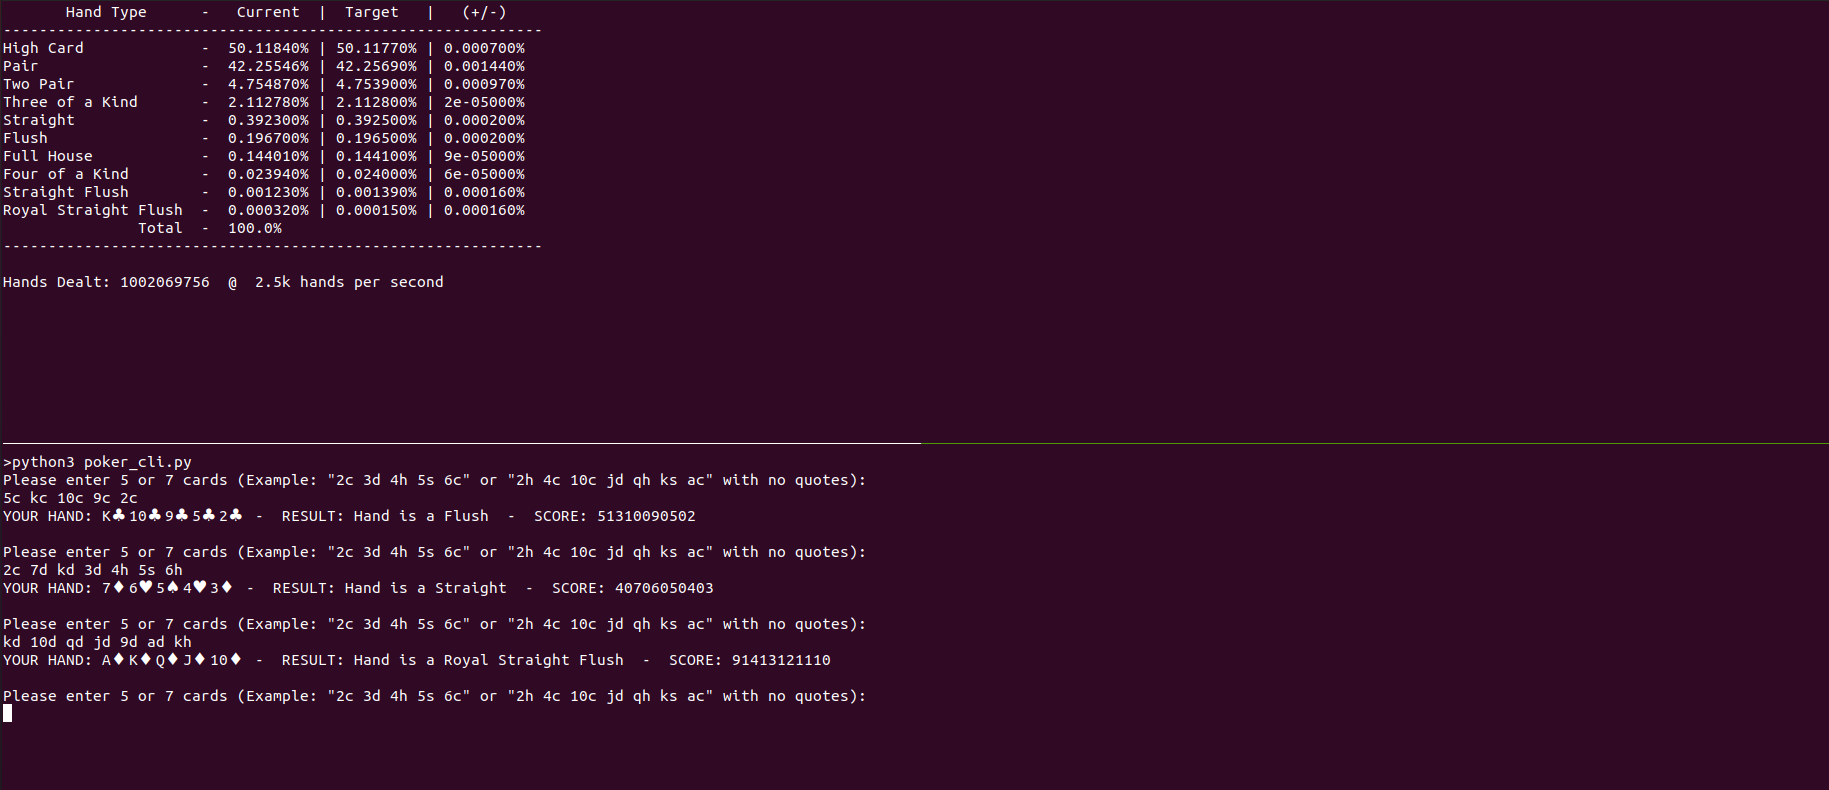 Hand Type - Current | Target | (+/-)
------------------------------------------------------------
High Card - 50.11840% | 50.11770% | 0.000700%
Pair - 42.25546% | 42.25690% | 0.001440%
Two Pair - 4.754870% | 4.753900% | 0.000970%
Three of a Kind - 2.112780% | 2.112800% | 2e-05000%
Straight - 0.392300% | 0.392500% | 0.000200%
Flush - 0.196700% | 0.196500% | 0.000200%
Full House - 0.144010% | 0.144100% | 9e-05000%
Four of a Kind - 0.023940% | 0.024000% | 6e-05000%
Straight Flush - 0.001230% | 0.001390% | 0.000160%
Royal Straight Flush - 0.000320% | 0.000150% | 0.000160%
Total - 100.0%
------------------------------------------------------------
Hands Dealt: 1002069756 @ 2.5k hands per second
>python3 poker_cli.py
Please enter 5 or 7 cards (Example: "2c 3d 4h 5s 6c" or "2h 4c 10c jd qh ks ac" with no quotes):
5c kc 10c 9c 2c
YOUR HAND: K♣10♣9♣5♣2♣ - RESULT: Hand is a Flush - SCORE: 51310090502
Please enter 5 or 7 cards (Example: "2c 3d 4h 5s 6c" or "2h 4c 10c jd qh ks ac" with no quotes):
2c 7d kd 3d 4h 5s 6h
YOUR HAND: 7♦6♥5♠4♥3♦ - RESULT: Hand is a Straight - SCORE: 40706050403
Please enter 5 or 7 cards (Example: "2c 3d 4h 5s 6c" or "2h 4c 10c jd qh ks ac" with no quotes):
kd 10d qd jd 9d ad kh
YOUR HAND: A♦K♦Q♦J♦10♦ - RESULT: Hand is a Royal Straight Flush - SCORE: 91413121110
Please enter 5 or 7 cards (Example: "2c 3d 4h 5s 6c" or "2h 4c 10c jd qh ks ac" with no quotes):